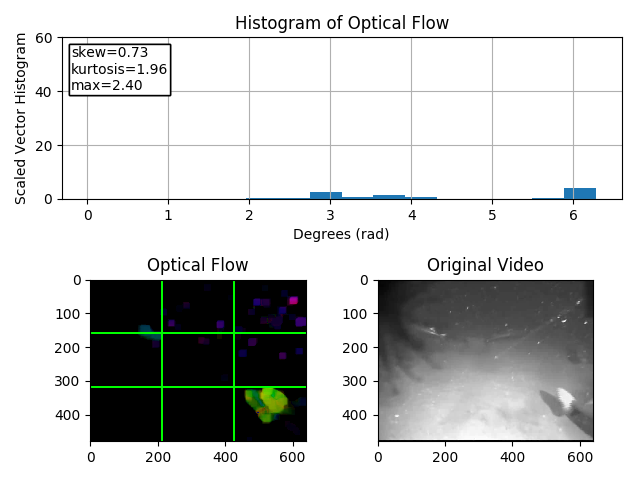 Histogram of Optical Flow
Scaled Vector Histogram
60
40
20
0
skew=0.73
kurtosis=1.96
max=2.40
0 1 2 3 4 5 6
Degrees (rad)
Optical Flow
0
100
200
300
400
0 200 400 600
Original Video
0
100
200
300
400
0 200 400 600